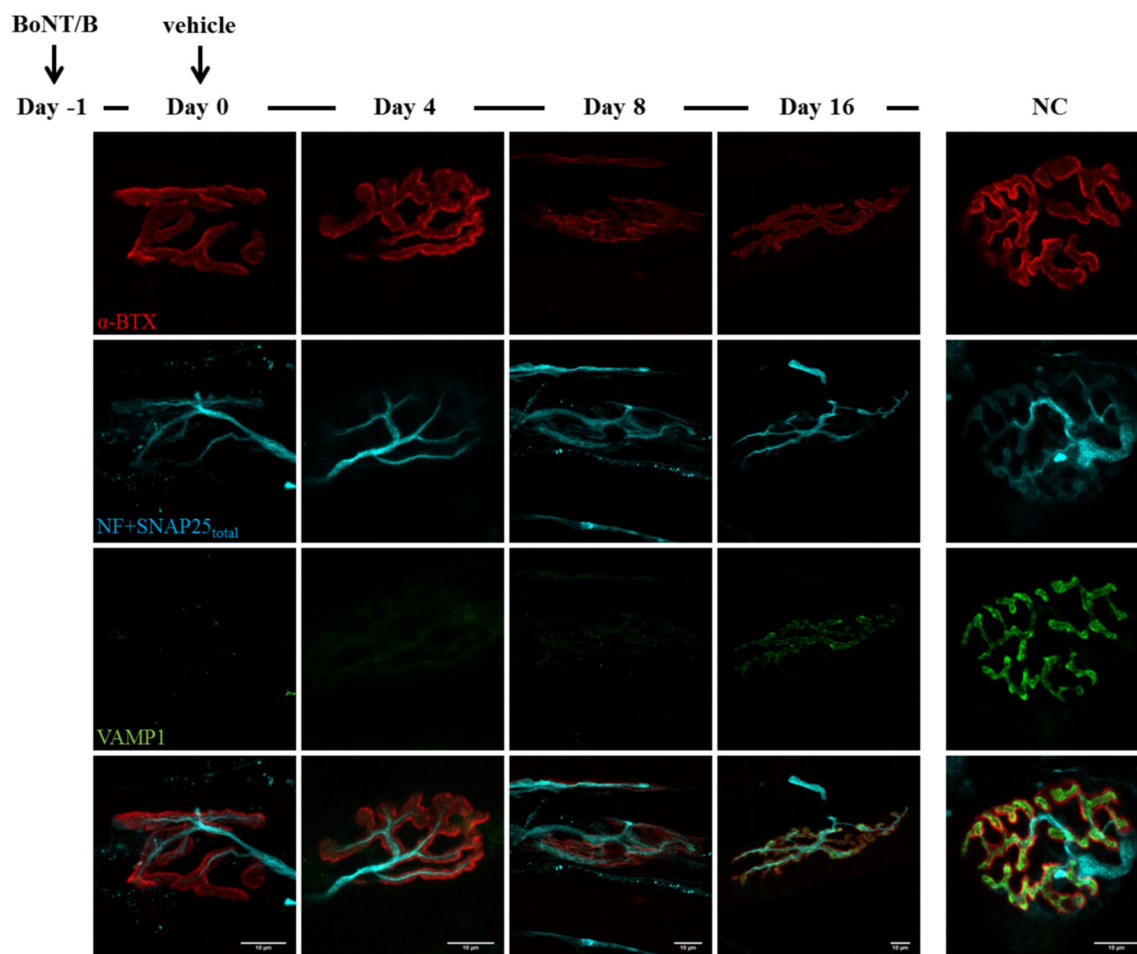 BoNT/B vehicle
Day -1 Day 0 Day 4 Day 8 Day 16 NC
α-BTX
NF+SNAP25total
VAMP1
10 µm 10 µm 10 µm 10 µm 10 µm